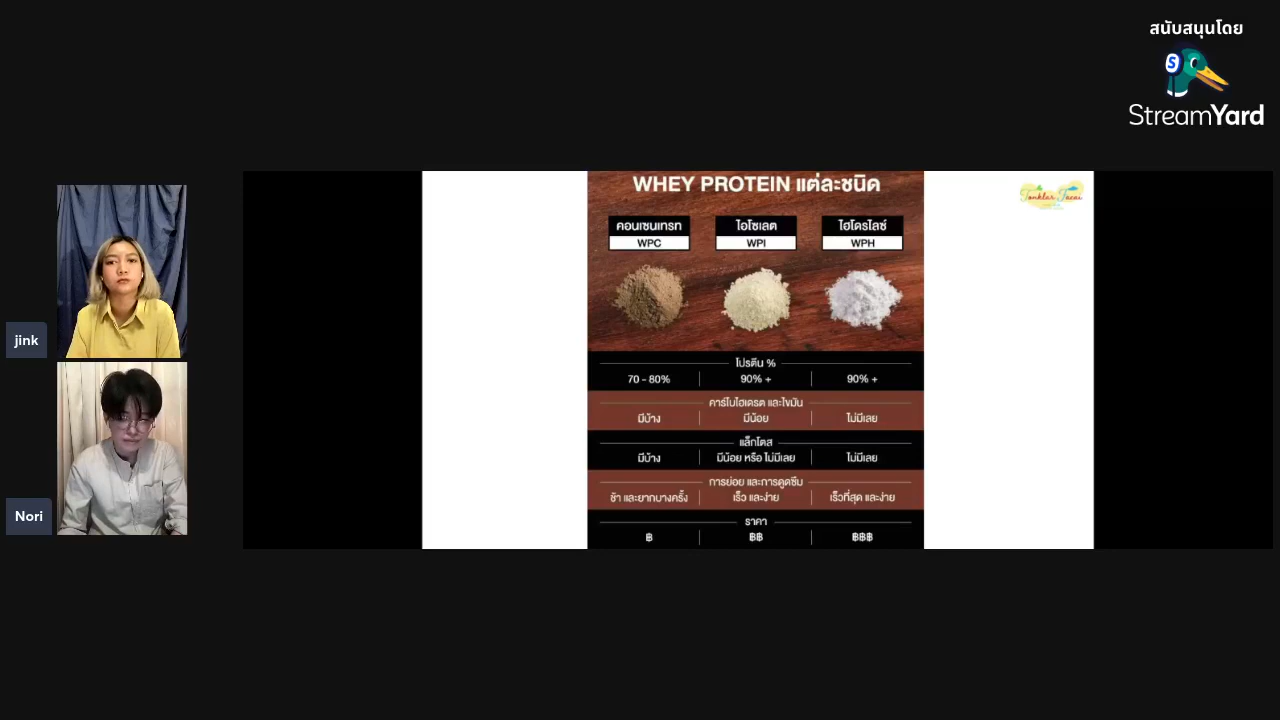 สนับสนุนโดย
S
StreamYard
jink
Nori
Tonklar Fasai
WHEY PROTEIN แต่ละชนิด
คอนเซนเทรท ไอโซเลต ไฮโดรไลซ์
WPC WPI WPH
โปรตีน %
70 - 80% 90% + 90% +
คาร์โบไฮเดรต และไขมัน
มีบ้าง มีน้อย ไม่มีเลย
แล็กโตส
มีบ้าง มีน้อย หรือ ไม่มีเลย ไม่มีเลย
การย่อย และการดูดซึม
ช้า และยากบางครั้ง เร็ว และง่าย เร็วที่สุด และง่าย
ราคา
฿ ฿฿ ฿฿฿